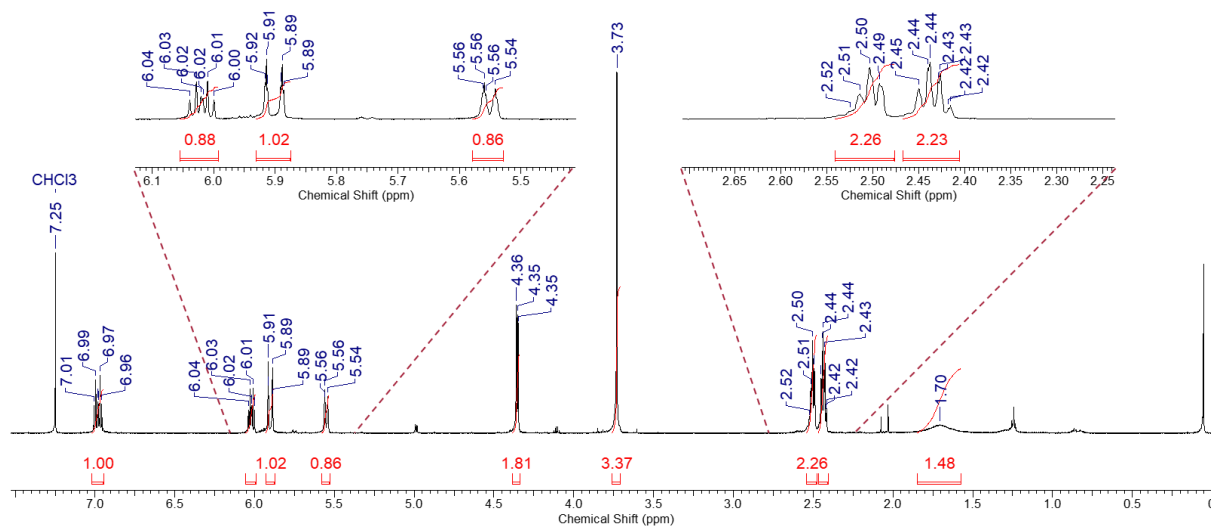 6.04 6.03 6.02 6.02 6.01 6.00 5.92 5.91 5.89 5.89 5.56 5.56 5.56 5.54
0.88 1.02 0.86
6.1 6.0 5.9 5.8 5.7 5.6 5.5
Chemical Shift (ppm)
3.73
2.52 2.51 2.50 2.49 2.45 2.44 2.44 2.43 2.43 2.42 2.42
2.26 2.23
2.65 2.60 2.55 2.50 2.45 2.40 2.35 2.30 2.25
Chemical Shift (ppm)
CHCl3
7.25
7.01 6.99 6.97 6.96 6.04 6.03 6.02 6.01 5.91 5.89 5.89 5.56 5.56 5.54 4.36 4.35 4.35 2.52 2.51 2.50 2.44 2.44 2.43 2.42 2.42 1.70
1.00 1.02 0.86 1.81 3.37 2.26 1.48
7.0 6.5 6.0 5.5 5.0 4.5 4.0 3.5 3.0 2.5 2.0 1.5 1.0 0.5 0
Chemical Shift (ppm)